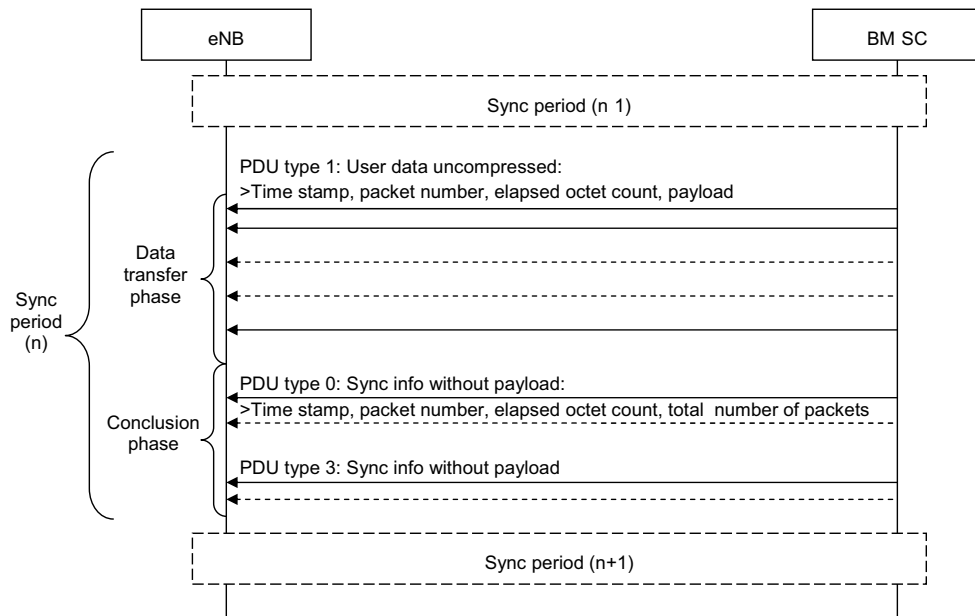 eNB
BM SC
Sync period (n 1)
PDU type 1: User data uncompressed:
>Time stamp, packet number, elapsed octet count, payload
Data
transfer
phase
Sync
period
(n)
PDU type 0: Sync info without payload:
>Time stamp, packet number, elapsed octet count, total number of packets
Conclusion
phase
PDU type 3: Sync info without payload
Sync period (n+1)